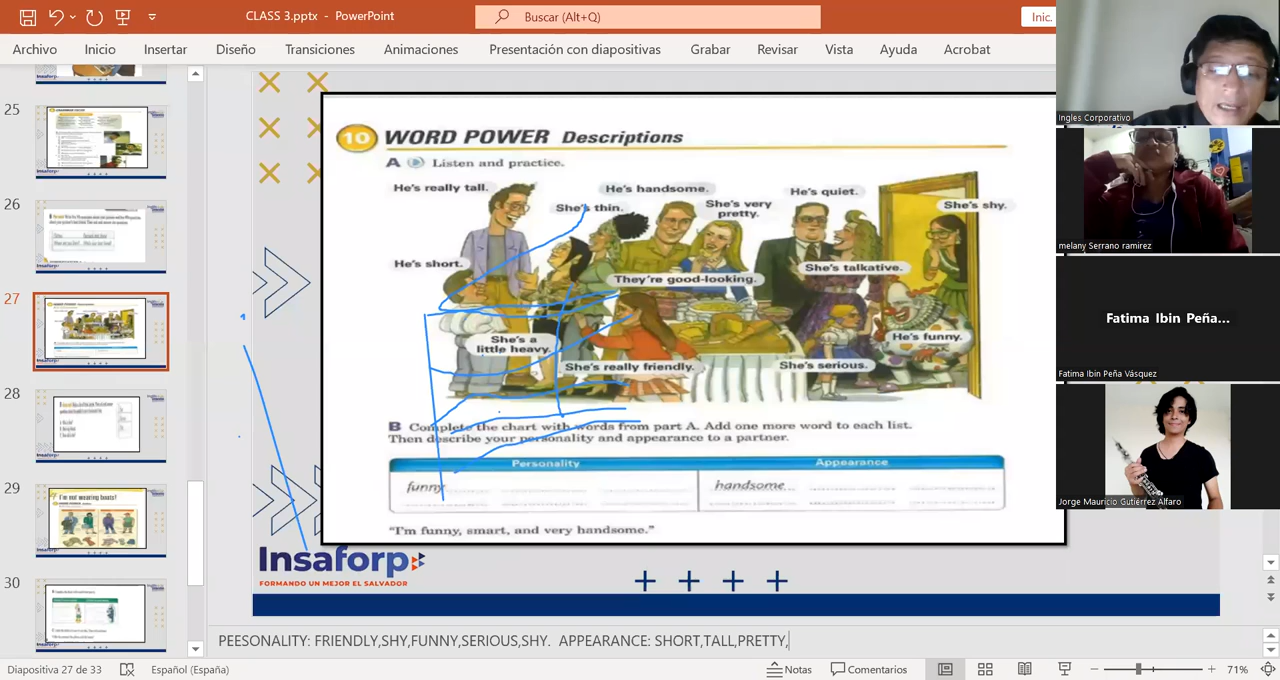 CLASS 3.pptx - PowerPoint
Buscar (Alt+Q)
Inic.
Archivo Inicio Insertar Diseño Transiciones Animaciones Presentación con diapositivas Grabar Revisar Vista Ayuda Acrobat
25
26
27
28
29
30
10 WORD POWER Descriptions
A Listen and practice.
He's really tall.
She's thin.
He's handsome.
She's very
pretty.
He's quiet.
She's shy.
He's short.
They're good-looking.
She's talkative.
She's a
little heavy.
She's really friendly.
She's serious.
He's funny.
B Complete the chart with words from part A. Add one more word to each list.
Then describe your personality and appearance to a partner.
Personality Appearance
funny handsome
"I'm funny, smart, and very handsome."
Insaforp
FORMANDO UN MEJOR EL SALVADOR
PEESONALITY: FRIENDLY,SHY,FUNNY,SERIOUS,SHY. APPEARANCE: SHORT,TALL,PRETTY,
Diapositiva 27 de 33 Español (España) Notas Comentarios 71%
Ingles Corporativo
melany Serrano ramirez
Fatima Ibin Peña...
Fatima Ibin Peña Vásquez
Jorge Mauricio Gutiérrez Alfaro